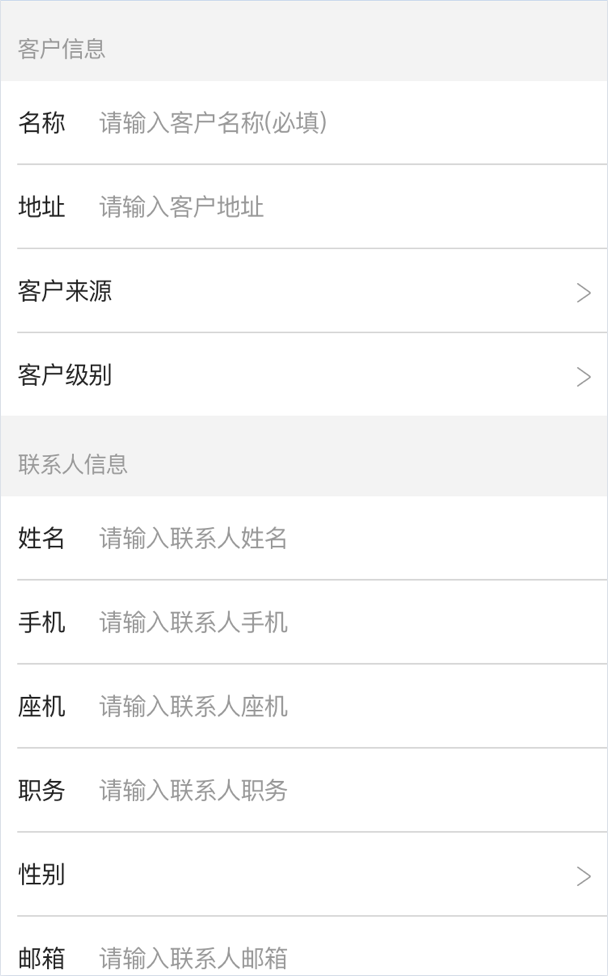 客户信息
名称 请输入客户名称(必填)
地址 请输入客户地址
客户来源
客户级别
联系人信息
姓名 请输入联系人姓名
手机 请输入联系人手机
座机 请输入联系人座机
职务 请输入联系人职务
性别
邮箱 请输入联系人邮箱